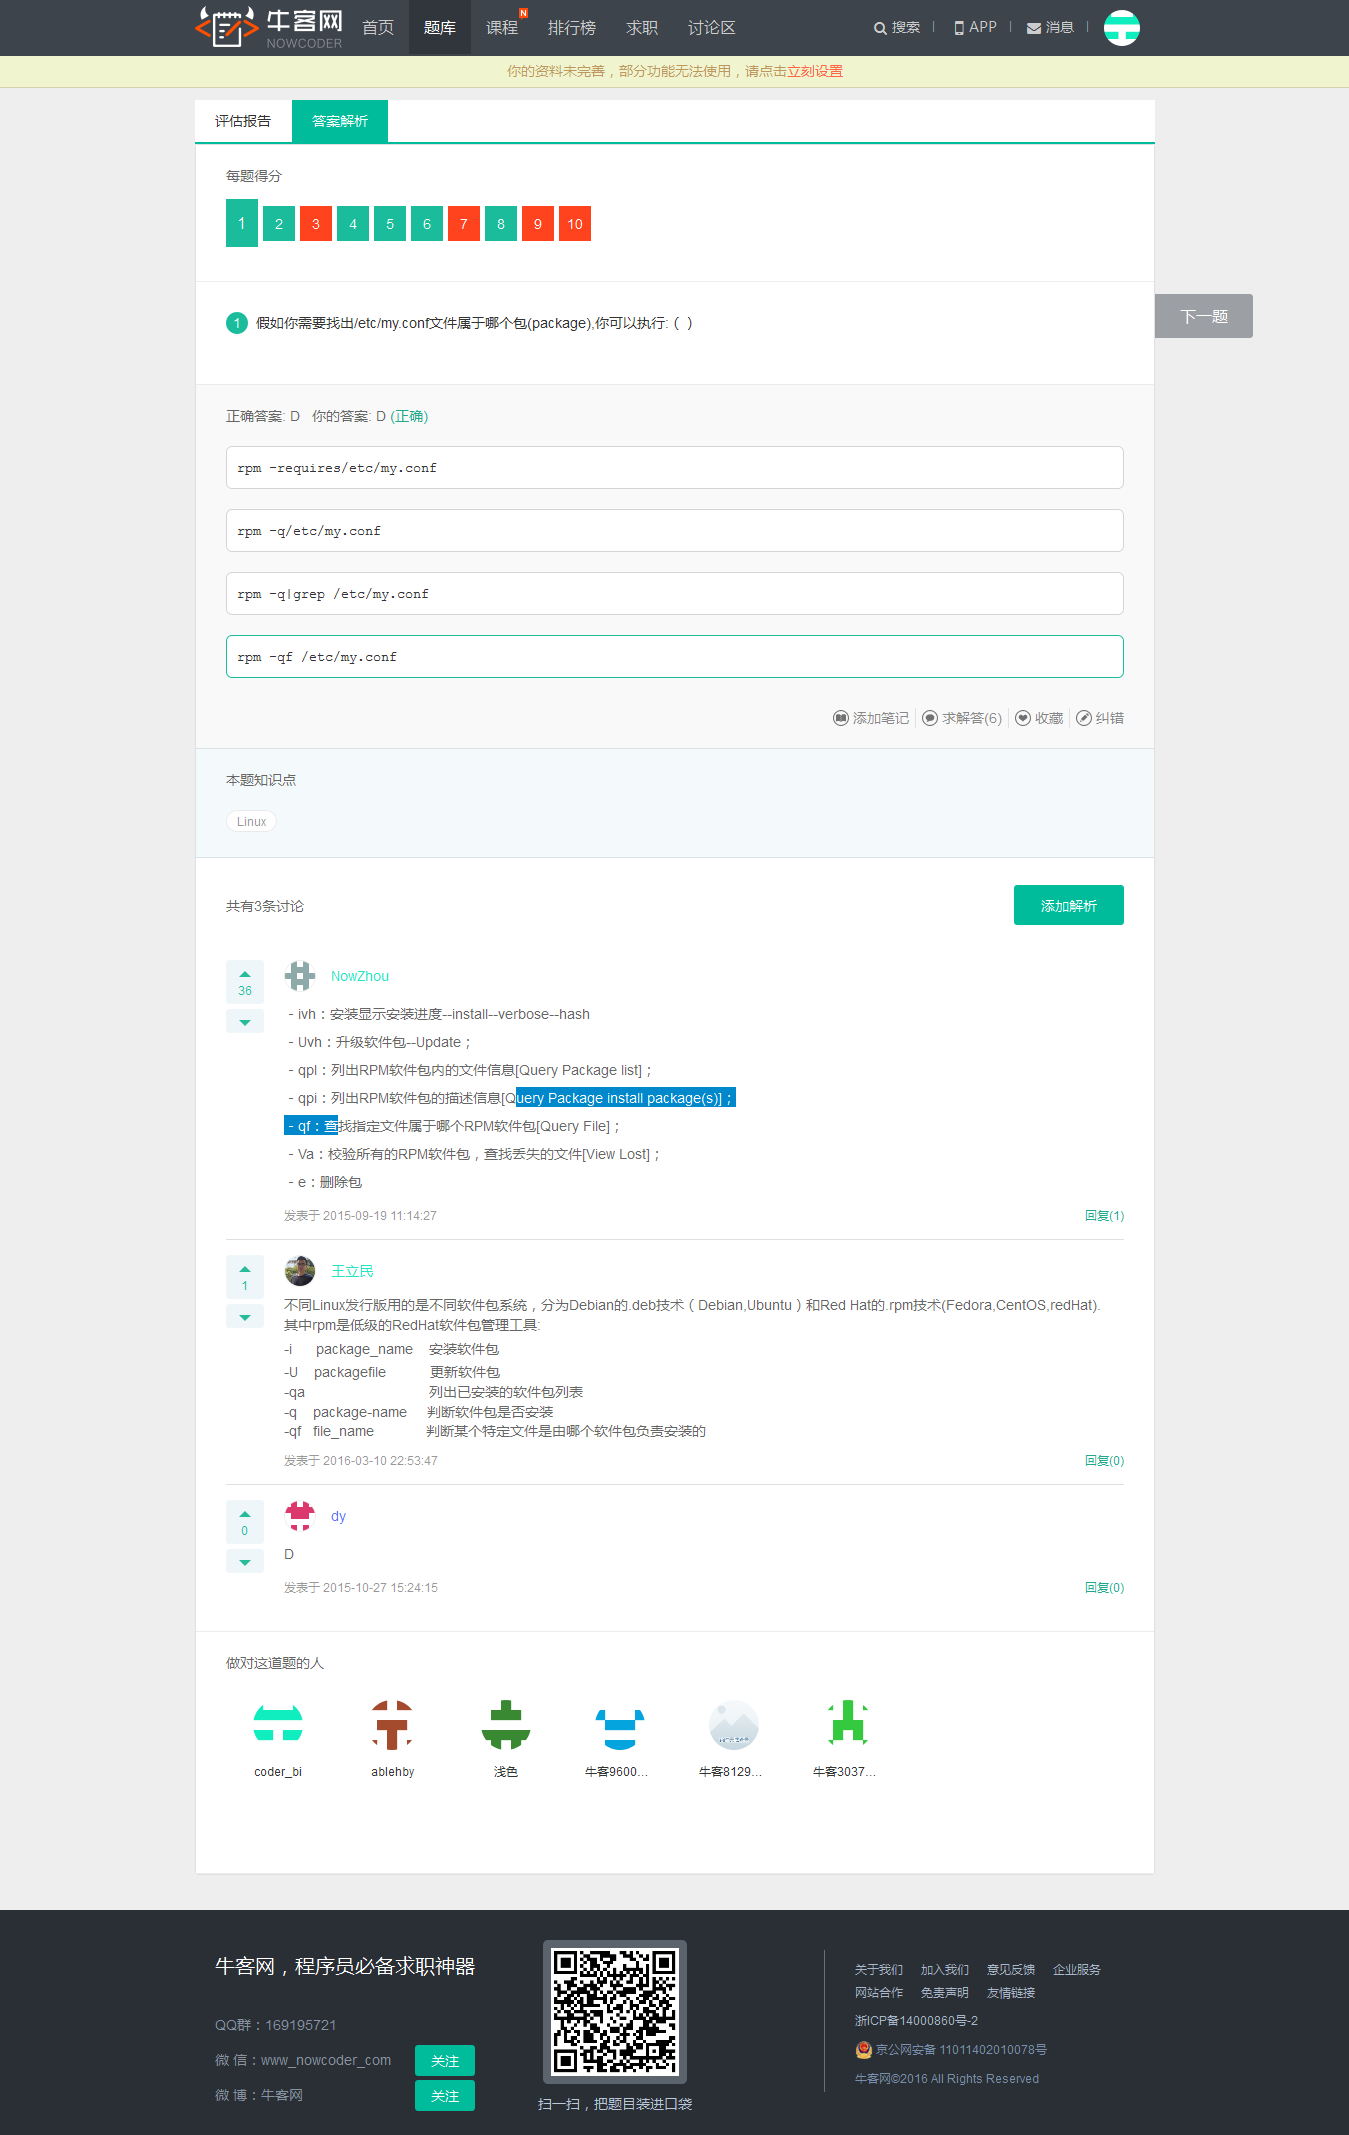 牛客网
NOWCODER
首页 题库 课程 N 排行榜 求职 讨论区 搜索 APP 消息
你的资料未完善，部分功能无法使用，请点击立刻设置
评估报告 答案解析
每题得分
1 2 3 4 5 6 7 8 9 10
1 假如你需要找出/etc/my.conf文件属于哪个包(package),你可以执行:（ ）
下一题
正确答案: D 你的答案: D (正确)
rpm -requires/etc/my.conf
rpm -q/etc/my.conf
rpm -q|grep /etc/my.conf
rpm -qf /etc/my.conf
添加笔记 求解答(6) 收藏 纠错
本题知识点
Linux
共有3条讨论
添加解析
36
NowZhou
- ivh：安装显示安装进度--install--verbose--hash
- Uvh：升级软件包--Update；
- qpl：列出RPM软件包内的文件信息[Query Package list]；
- qpi：列出RPM软件包的描述信息[Query Package install package(s)]；
- qf：查找指定文件属于哪个RPM软件包[Query File]；
- Va：校验所有的RPM软件包，查找丢失的文件[View Lost]；
- e：删除包
发表于 2015-09-19 11:14:27 回复(1)
1
王立民
不同Linux发行版用的是不同软件包系统，分为Debian的.deb技术（Debian,Ubuntu）和Red Hat的.rpm技术(Fedora,CentOS,redHat).
其中rpm是低级的RedHat软件包管理工具:
-i package_name 安装软件包
-U packagefile 更新软件包
-qa 列出已安装的软件包列表
-q package-name 判断软件包是否安装
-qf file_name 判断某个特定文件是由哪个软件包负责安装的
发表于 2016-03-10 22:53:47 回复(0)
0
dy
D
发表于 2015-10-27 15:24:15 回复(0)
做对这道题的人
coder_bi ablehby 浅色 牛客9600... 牛客8129... 牛客3037...
牛客网，程序员必备求职神器
QQ群：169195721
微 信：www_nowcoder_com 关注
微 博：牛客网 关注
扫一扫，把题目装进口袋
关于我们 加入我们 意见反馈 企业服务
网站合作 免责声明 友情链接
浙ICP备14000860号-2
京公网安备 11011402010078号
牛客网©2016 All Rights Reserved